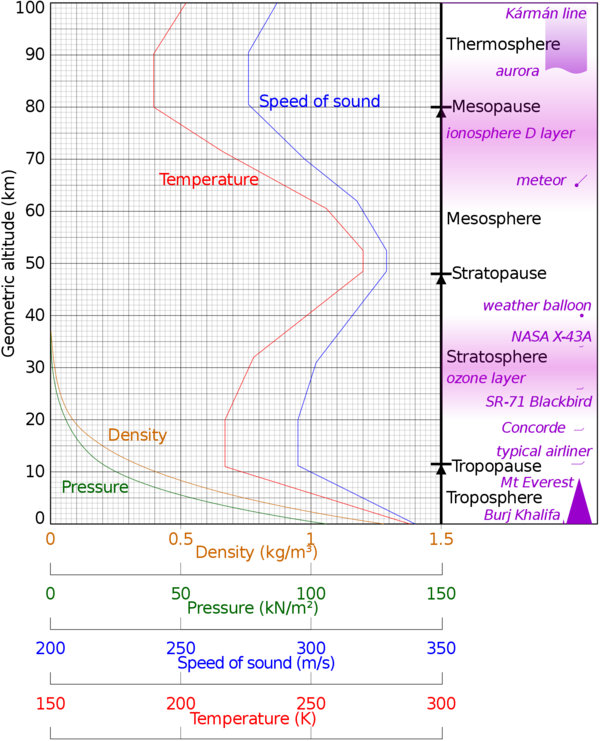 100
Kármán line
Thermosphere
90
aurora
Speed of sound
80
Mesopause
ionosphere D layer
70
Temperature
meteor
60
Mesosphere
Geometric altitude (km)
50
Stratopause
weather balloon
40
NASA X-43A
Stratosphere
30
ozone layer
SR-71 Blackbird
20
Concorde
Density
typical airliner
10
Tropopause
Pressure
Mt Everest
Troposphere
Burj Khalifa
0
0 0.5 1 1.5
Density (kg/m³)
0 50 100 150
Pressure (kN/m²)
200 250 300 350
Speed of sound (m/s)
150 200 250 300
Temperature (K)